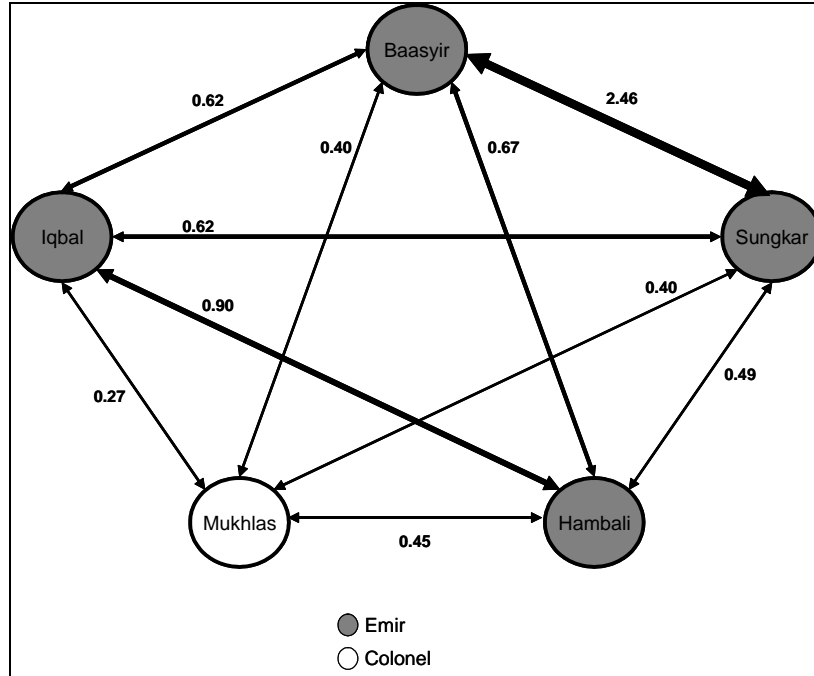 Baasyir
0.62
2.46
0.40
0.67
Iqbal
0.62
Sungkar
0.90
0.40
0.27
0.49
Mukhlas
Hambali
0.45
Emir
Colonel